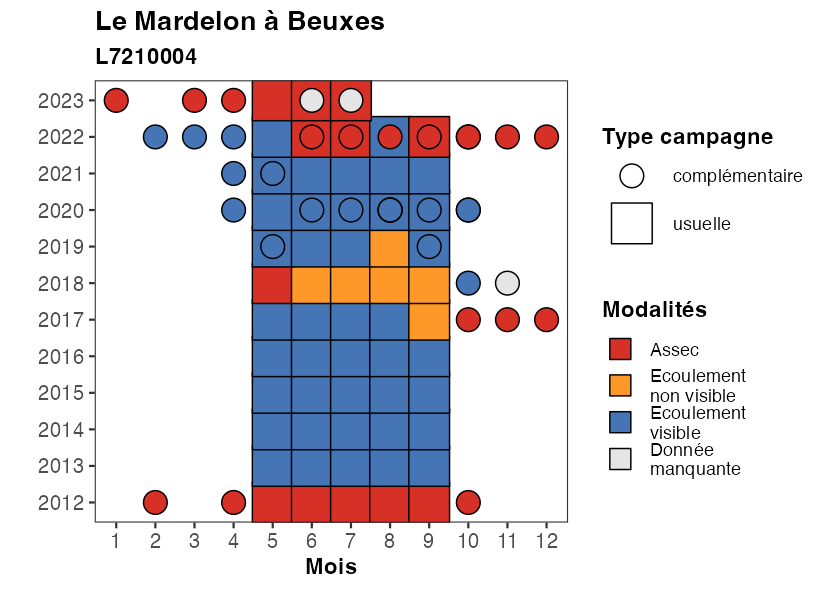 Le Mardelon à Beuxes
L7210004
2023
2022
2021
2020
2019
2018
2017
2016
2015
2014
2013
2012
1 2 3 4 5 6 7 8 9 10 11 12
Mois
Type campagne
complémentaire
usuelle
Modalités
Assec
Ecoulement
non visible
Ecoulement
visible
Donnée
manquante